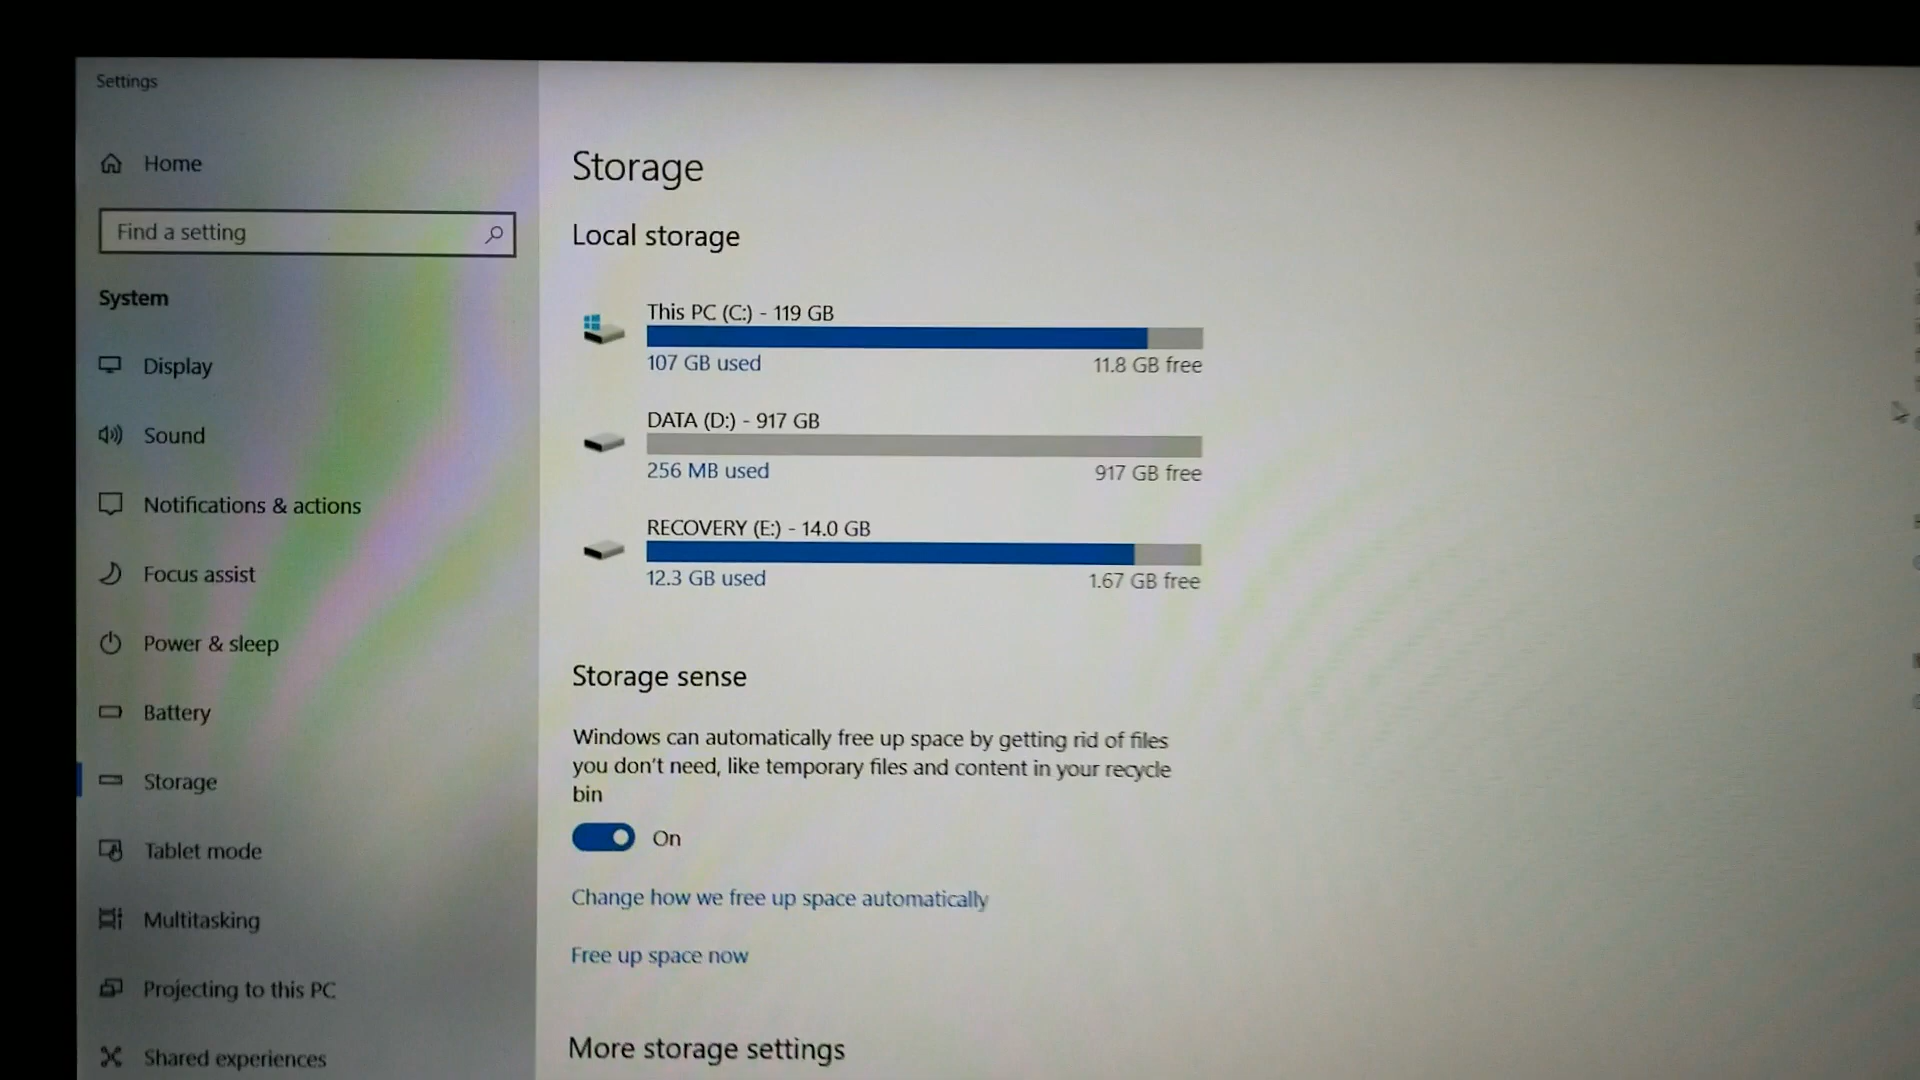 Settings
Home
Find a setting
System
Display
Sound
Notifications & actions
Focus assist
Power & sleep
Battery
Storage
Tablet mode
Multitasking
Projecting to this PC
Shared experiences
Storage
Local storage
This PC (C:) - 119 GB
107 GB used 11.8 GB free
DATA (D:) - 917 GB
256 MB used 917 GB free
RECOVERY (E:) - 14.0 GB
12.3 GB used 1.67 GB free
Storage sense
Windows can automatically free up space by getting rid of files
you don't need, like temporary files and content in your recycle
bin
On
Change how we free up space automatically
Free up space now
More storage settings